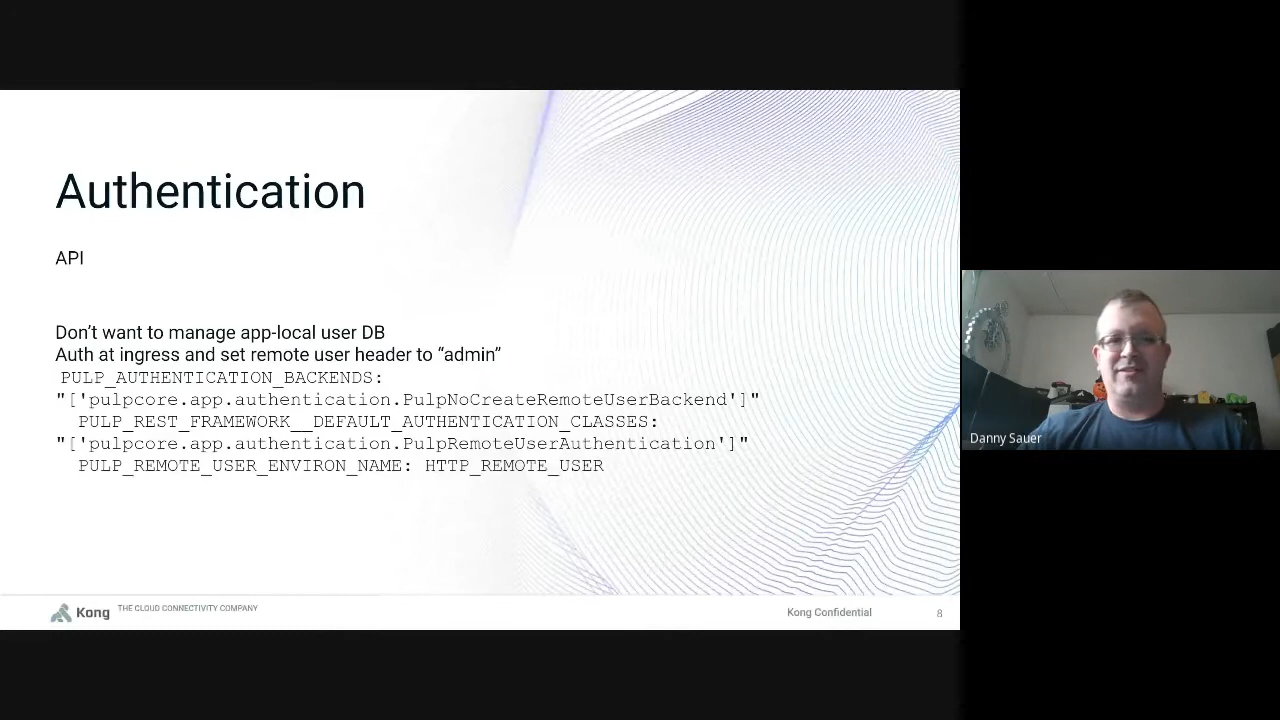 Authentication
API
Don’t want to manage app-local user DB
Auth at ingress and set remote user header to “admin”
PULP_AUTHENTICATION_BACKENDS:
"['pulpcore.app.authentication.PulpNoCreateRemoteUserBackend']"
PULP_REST_FRAMEWORK__DEFAULT_AUTHENTICATION_CLASSES:
"['pulpcore.app.authentication.PulpRemoteUserAuthentication']"
PULP_REMOTE_USER_ENVIRON_NAME: HTTP_REMOTE_USER
Danny Sauer
Kong THE CLOUD CONNECTIVITY COMPANY Kong Confidential 8